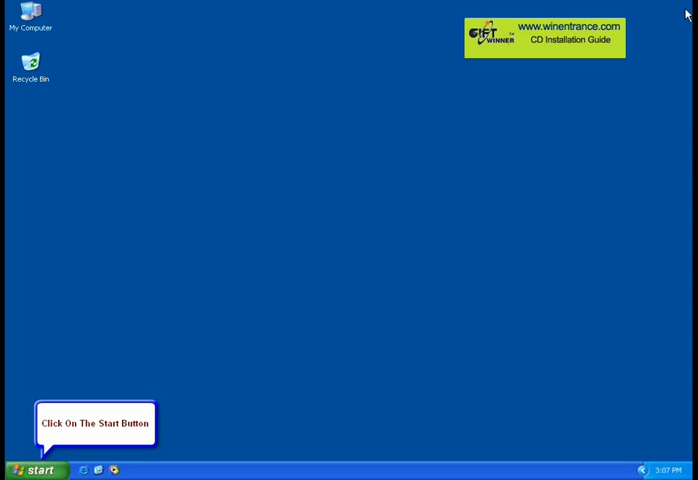 My Computer
Recycle Bin
GIFT WINNER TM
www.winentrance.com
CD Installation Guide
Click On The Start Button
start
3:07 PM